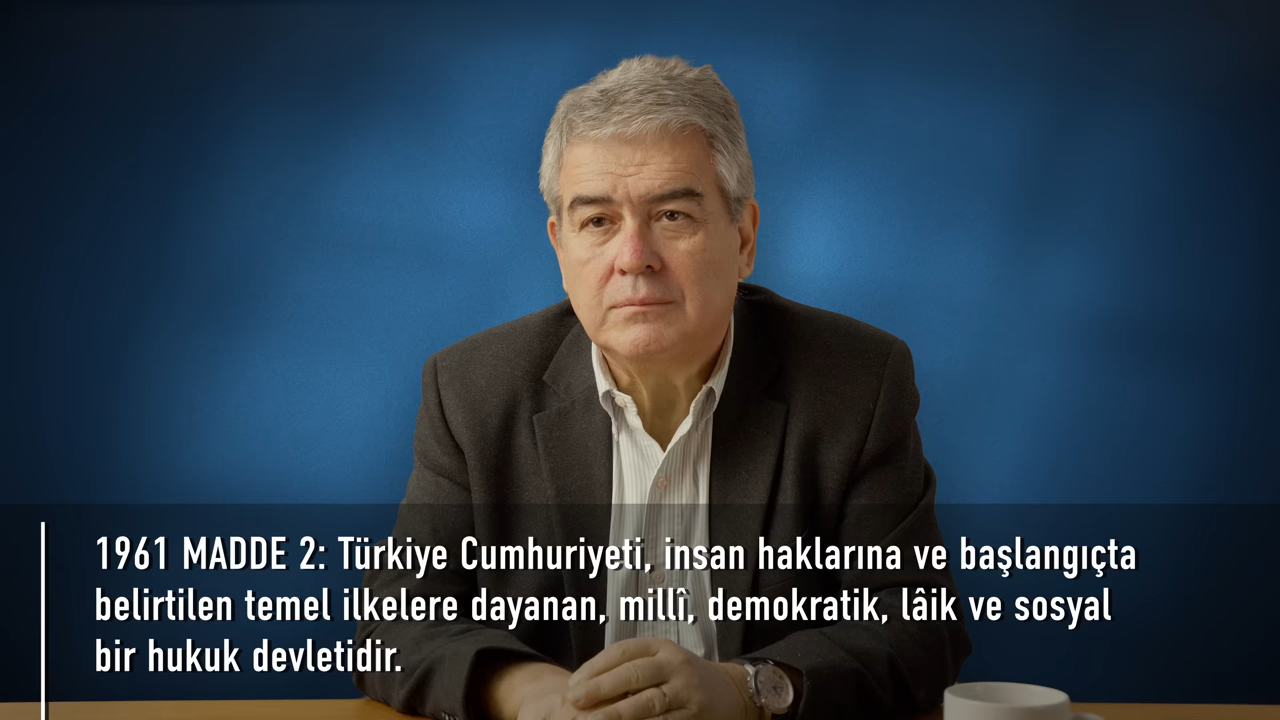 1961 MADDE 2: Türkiye Cumhuriyeti, insan haklarına ve başlangıçta
belirtilen temel ilkelere dayanan, millî, demokratik, lâik ve sosyal
bir hukuk devletidir.